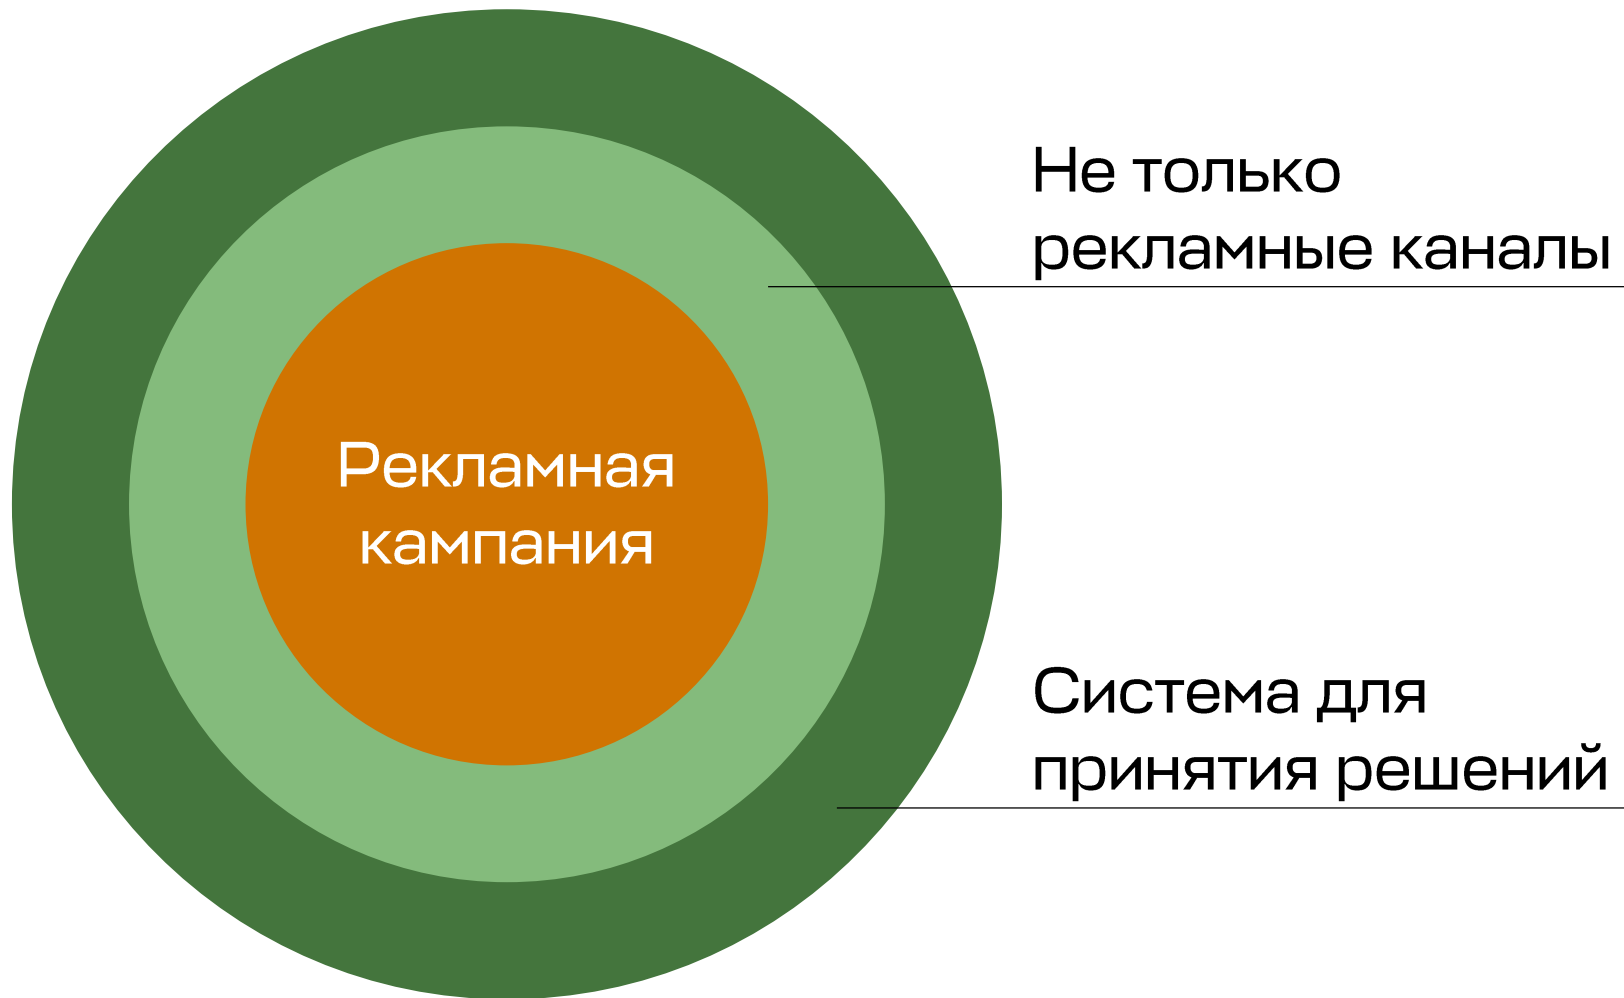 Не только
рекламные каналы
Рекламная
кампания
Система для
принятия решений